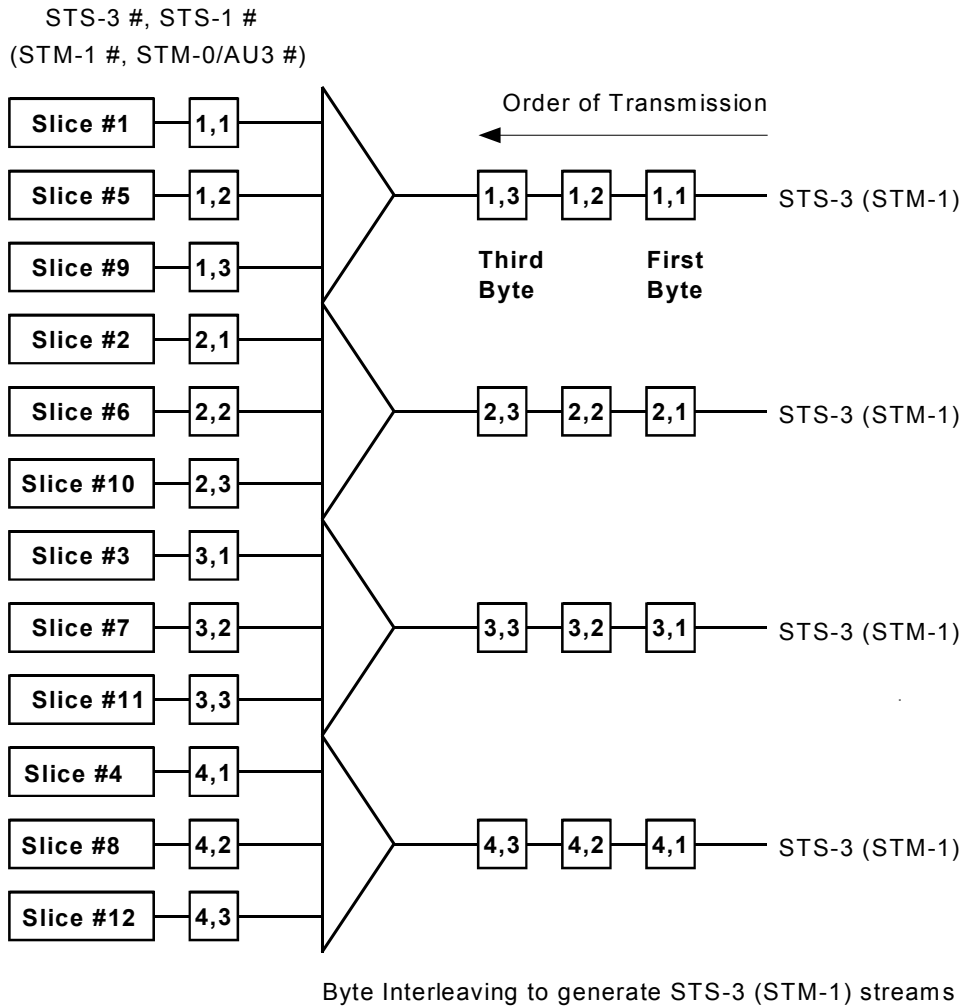 STS-3 #, STS-1 #
(STM-1 #, STM-0/AU3 #)
Order of Transmission
Slice #1 1,1
Slice #5 1,2 1,3 1,2 1,1 STS-3 (STM-1)
Slice #9 1,3
Third Byte
First Byte
Slice #2 2,1
Slice #6 2,2 2,3 2,2 2,1 STS-3 (STM-1)
Slice #10 2,3
Slice #3 3,1
Slice #7 3,2 3,3 3,2 3,1 STS-3 (STM-1)
Slice #11 3,3
Slice #4 4,1
Slice #8 4,2 4,3 4,2 4,1 STS-3 (STM-1)
Slice #12 4,3
Byte Interleaving to generate STS-3 (STM-1) streams